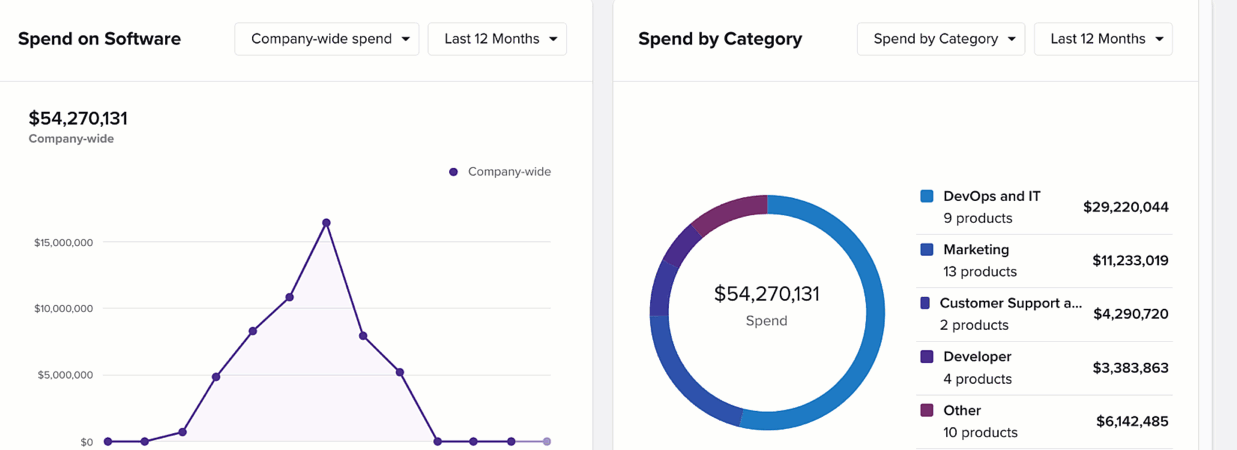 Spend on Software
Company-wide spend
Last 12 Months
$54,270,131
Company-wide
Company-wide
$15,000,000
$10,000,000
$5,000,000
$0
Spend by Category
Spend by Category
Last 12 Months
$54,270,131
Spend
DevOps and IT
9 products
$29,220,044
Marketing
13 products
$11,233,019
Customer Support a...
2 products
$4,290,720
Developer
4 products
$3,383,863
Other
10 products
$6,142,485